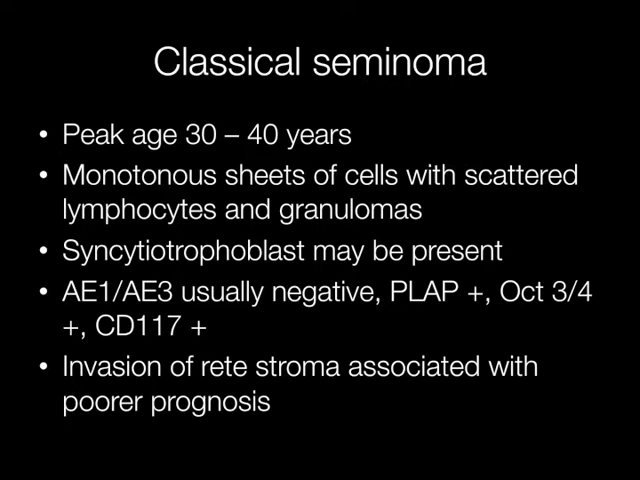 Classical seminoma
• Peak age 30 – 40 years
• Monotonous sheets of cells with scattered
lymphocytes and granulomas
• Syncytiotrophoblast may be present
• AE1/AE3 usually negative, PLAP +, Oct 3/4
+, CD117 +
• Invasion of rete stroma associated with
poorer prognosis